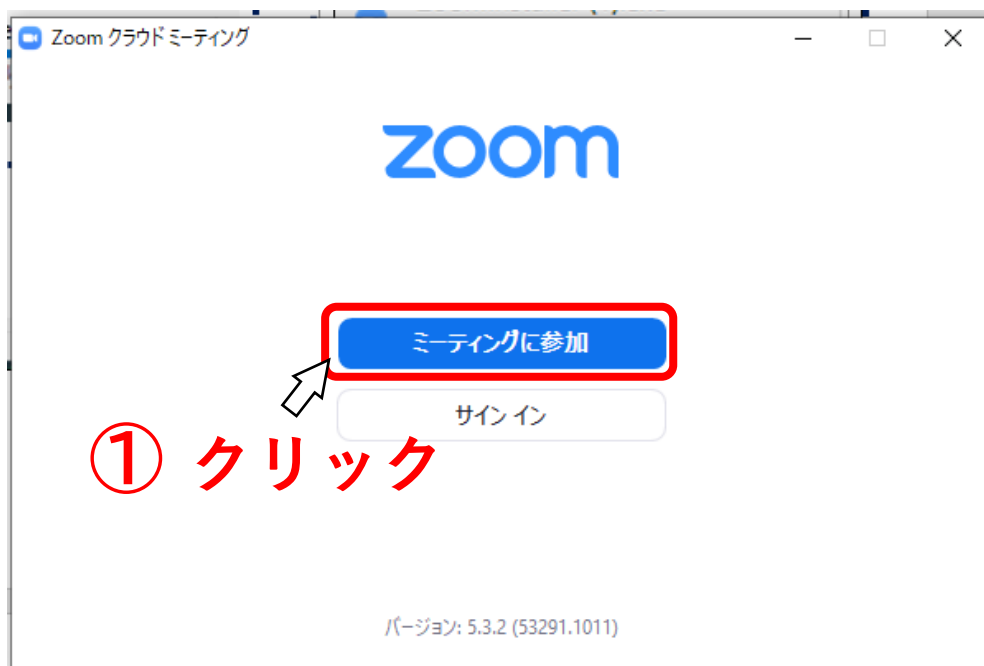 Zoom クラウド ミーティング
zoom
ミーティングに参加
サイン イン
① クリック
バージョン: 5.3.2 (53291.1011)